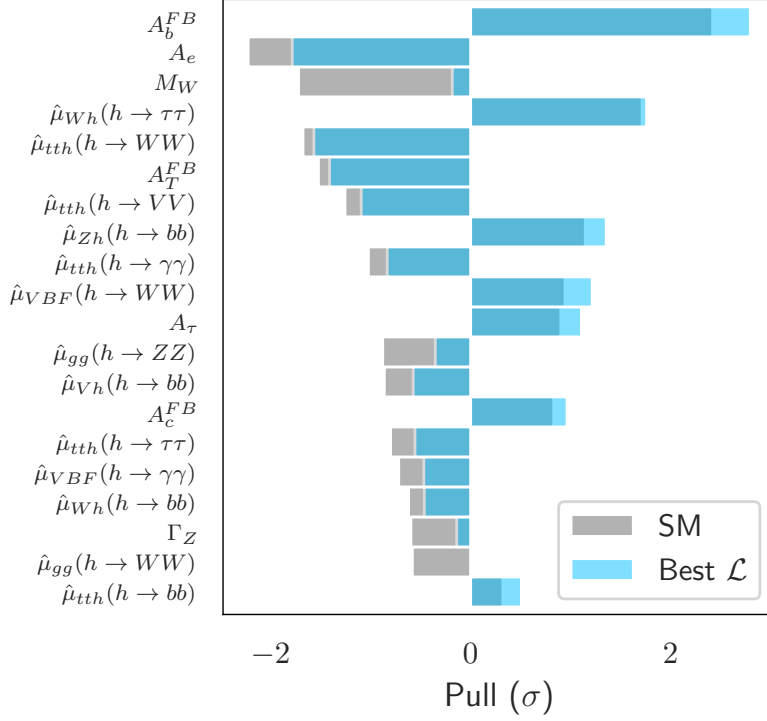 $A_b^{FB}$
$A_e$
$M_W$
$\hat{\mu}_{Wh}(h \to \tau\tau)$
$\hat{\mu}_{tth}(h \to WW)$
$A_T^{FB}$
$\hat{\mu}_{tth}(h \to VV)$
$\hat{\mu}_{Zh}(h \to bb)$
$\hat{\mu}_{tth}(h \to \gamma\gamma)$
$\hat{\mu}_{VBF}(h \to WW)$
$A_\tau$
$\hat{\mu}_{gg}(h \to ZZ)$
$\hat{\mu}_{Vh}(h \to bb)$
$A_c^{FB}$
$\hat{\mu}_{tth}(h \to \tau\tau)$
$\hat{\mu}_{VBF}(h \to \gamma\gamma)$
$\hat{\mu}_{Wh}(h \to bb)$
$\Gamma_Z$
$\hat{\mu}_{gg}(h \to WW)$
$\hat{\mu}_{tth}(h \to bb)$
SM
Best $\mathcal{L}$
−2 0 2
Pull ($\sigma$)